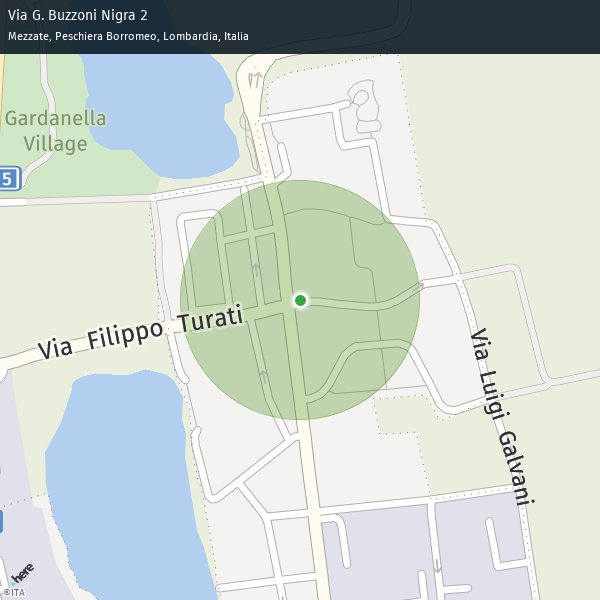 Via G. Buzzoni Nigra 2
Mezzate, Peschiera Borromeo, Lombardia, Italia
Gardanella
Village
5
Via Filippo Turati
Via Luigi Galvani
here
©ITA